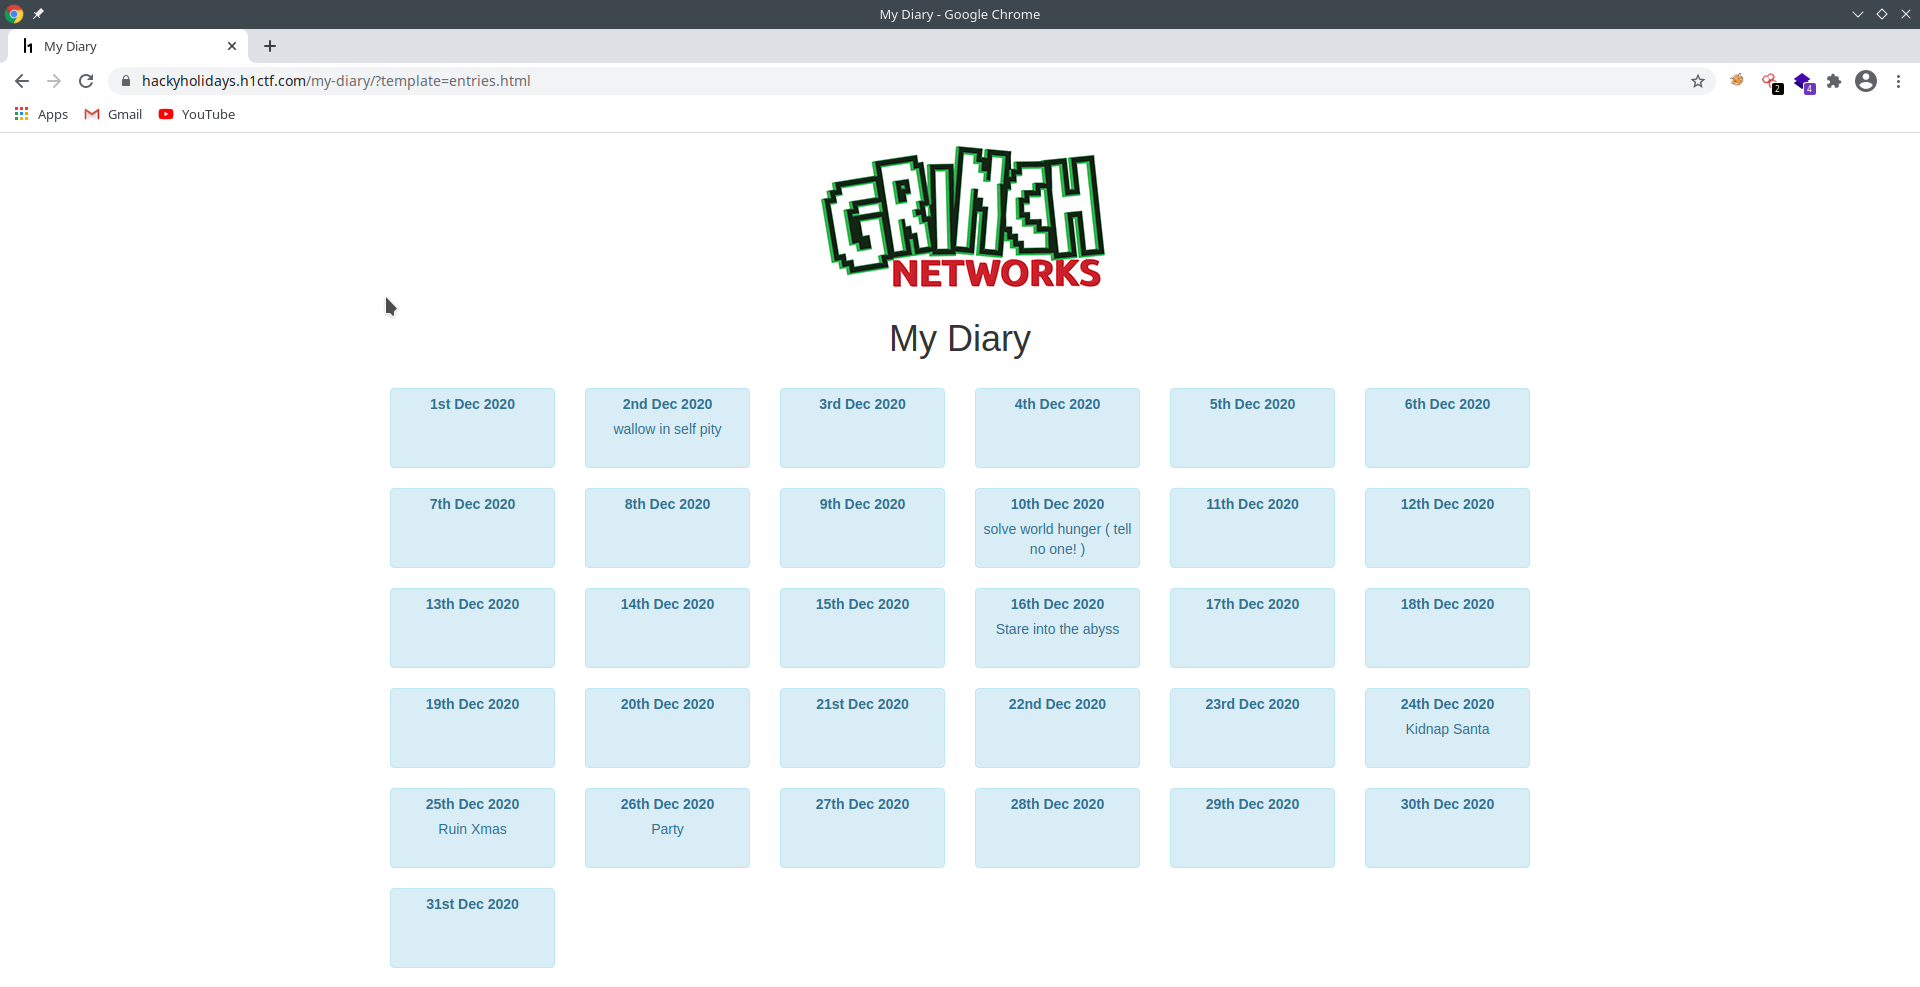 My Diary - Google Chrome
My Diary
hackyholidays.h1ctf.com/my-diary/?template=entries.html
2
4
Apps
Gmail
YouTube
GRINCH
NETWORKS
My Diary
1st Dec 2020
2nd Dec 2020
wallow in self pity
3rd Dec 2020
4th Dec 2020
5th Dec 2020
6th Dec 2020
7th Dec 2020
8th Dec 2020
9th Dec 2020
10th Dec 2020
solve world hunger ( tell
no one! )
11th Dec 2020
12th Dec 2020
13th Dec 2020
14th Dec 2020
15th Dec 2020
16th Dec 2020
Stare into the abyss
17th Dec 2020
18th Dec 2020
19th Dec 2020
20th Dec 2020
21st Dec 2020
22nd Dec 2020
23rd Dec 2020
24th Dec 2020
Kidnap Santa
25th Dec 2020
Ruin Xmas
26th Dec 2020
Party
27th Dec 2020
28th Dec 2020
29th Dec 2020
30th Dec 2020
31st Dec 2020